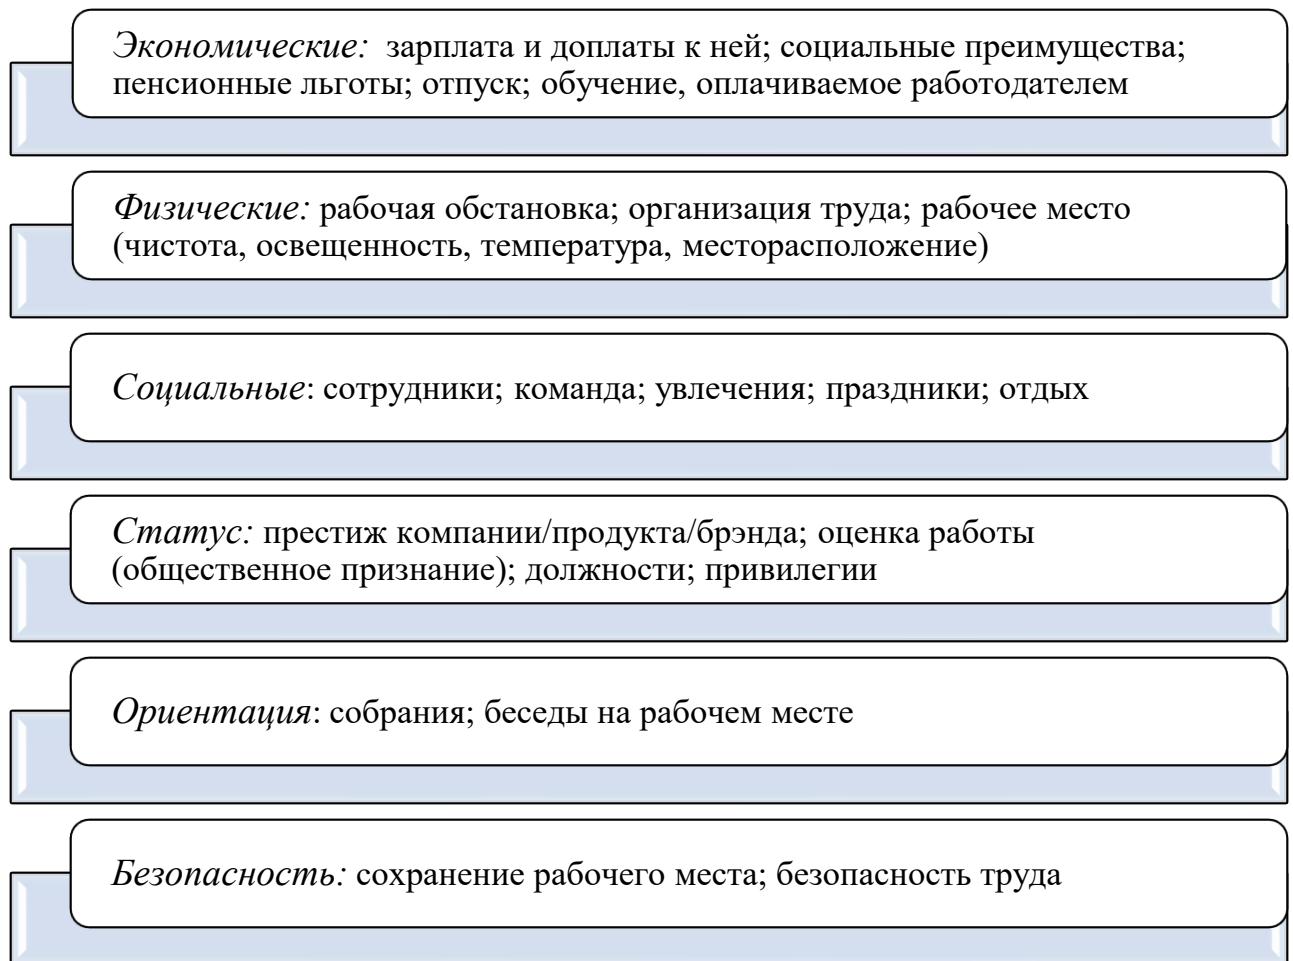 Экономические: зарплата и доплаты к ней; социальные преимущества;
пенсионные льготы; отпуск; обучение, оплачиваемое работодателем
Физические: рабочая обстановка; организация труда; рабочее место
(чистота, освещенность, температура, месторасположение)
Социальные: сотрудники; команда; увлечения; праздники; отдых
Статус: престиж компании/продукта/брэнда; оценка работы
(общественное признание); должности; привилегии
Ориентация: собрания; беседы на рабочем месте
Безопасность: сохранение рабочего места; безопасность труда